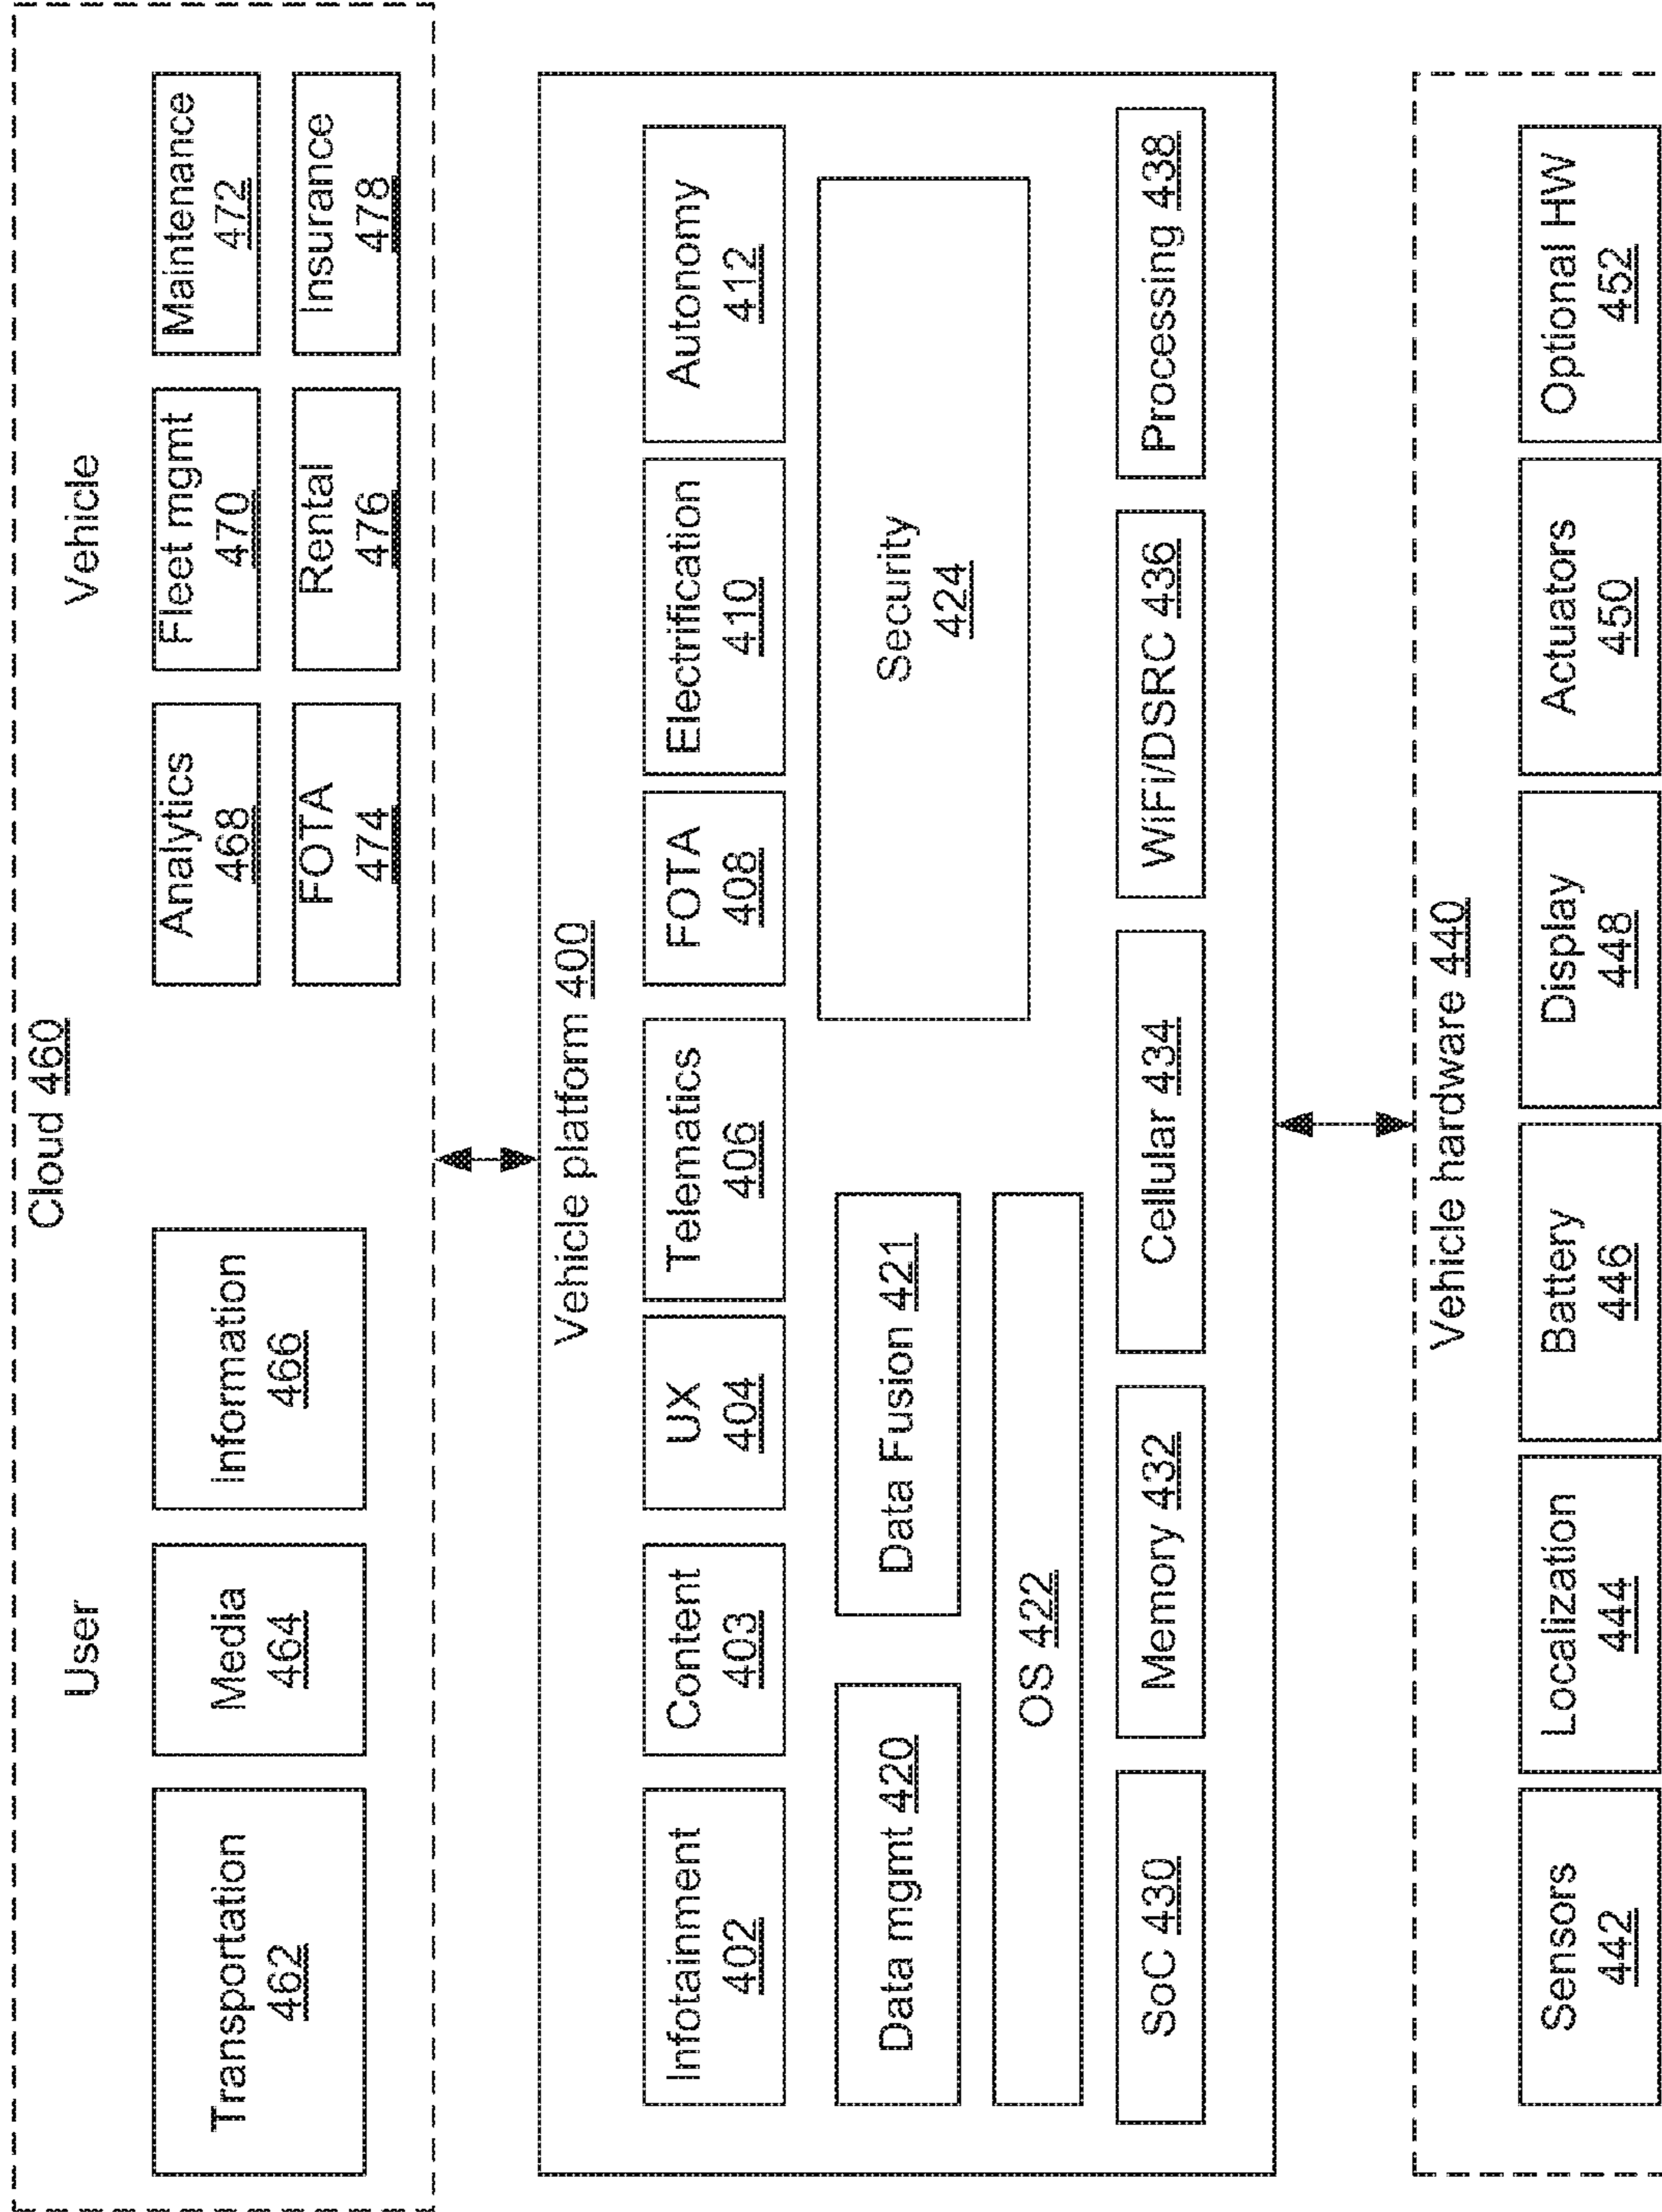 Cloud 460
User
Vehicle
Transportation
462
Media
464
Information
466
Analytics
468
Fleet mgmt
470
Maintenance
472
FOTA
474
Rental
476
Insurance
478
Vehicle platform 400
Infotainment
402
Content
403
UX
404
Telematics
406
FOTA
408
Electrification
410
Autonomy
412
Data mgmt 420
Data Fusion 421
Security
424
OS 422
SoC 430
Memory 432
Cellular 434
WiFi/DSRC 436
Processing 438
Vehicle hardware 440
Sensors
442
Localization
444
Battery
446
Display
448
Actuators
450
Optional HW
452